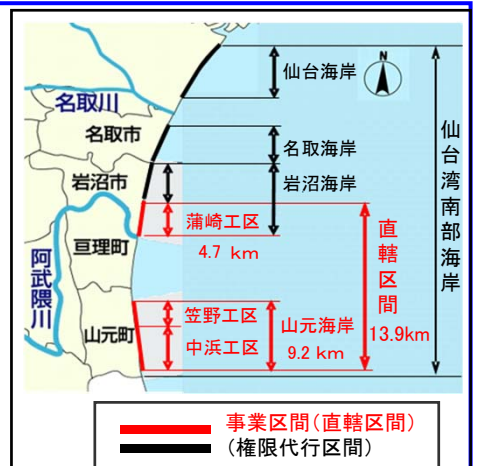 N
仙台海岸
名取川
名取市
名取海岸
岩沼市
岩沼海岸
蒲崎工区
4.7 km
亘理町
阿武隈川
直轄区間
13.9km
仙台湾南部海岸
笠野工区
山元町
中浜工区
山元海岸
9.2 km
事業区間(直轄区間)
(権限代行区間)